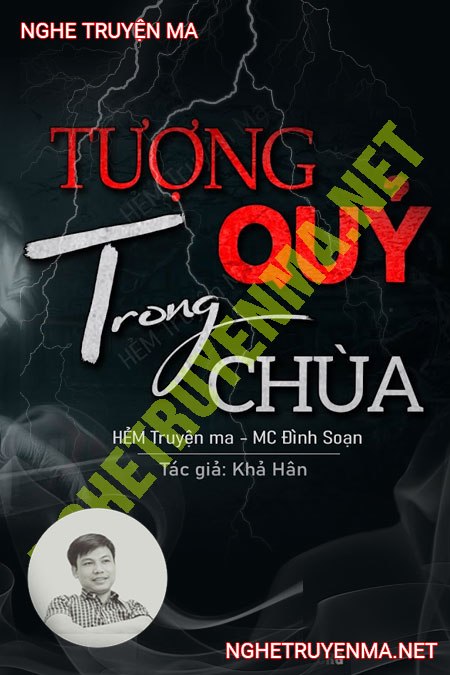 NGHE TRUYỆN MA
TƯỢNG
QUỶ
Trong
CHÙA
HẺM Truyện ma - MC Đình Soạn
Tác giả: Khả Hân
NGHETRUYENMA.NET
NGHETRUYENMA.NET